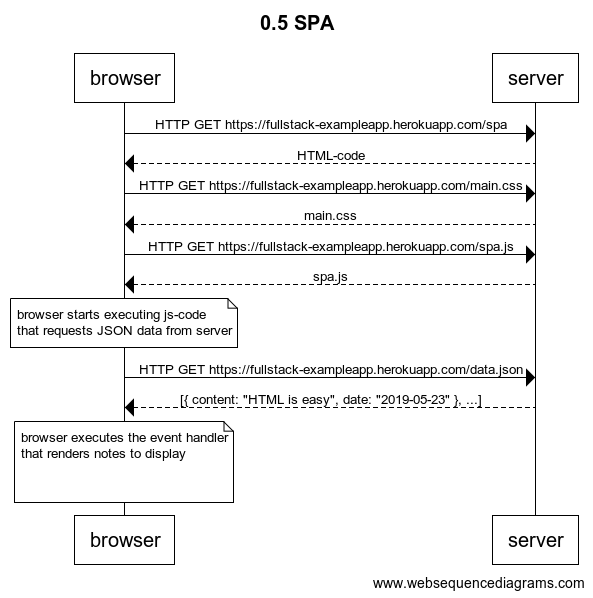 0.5 SPA
browser
server
HTTP GET https://fullstack-exampleapp.herokuapp.com/spa
HTML-code
HTTP GET https://fullstack-exampleapp.herokuapp.com/main.css
main.css
HTTP GET https://fullstack-exampleapp.herokuapp.com/spa.js
spa.js
browser starts executing js-code
that requests JSON data from server
HTTP GET https://fullstack-exampleapp.herokuapp.com/data.json
[{ content: "HTML is easy", date: "2019-05-23" }, ...]
browser executes the event handler
that renders notes to display
browser
server
www.websequencediagrams.com